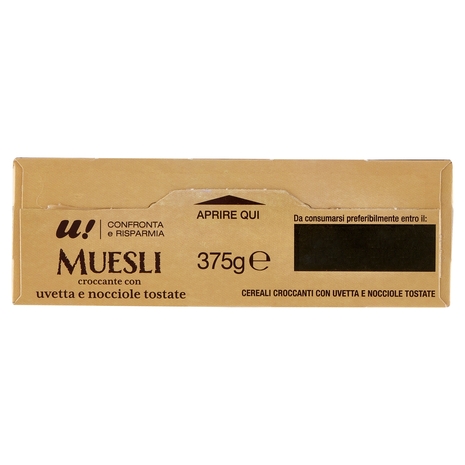 APRIRE QUI
u! CONFRONTA
e RISPARMIA
MUESLI
croccante con
uvetta e nocciole tostate
375g ℮
Da consumarsi preferibilmente entro il:
CEREALI CROCCANTI CON UVETTA E NOCCIOLE TOSTATE